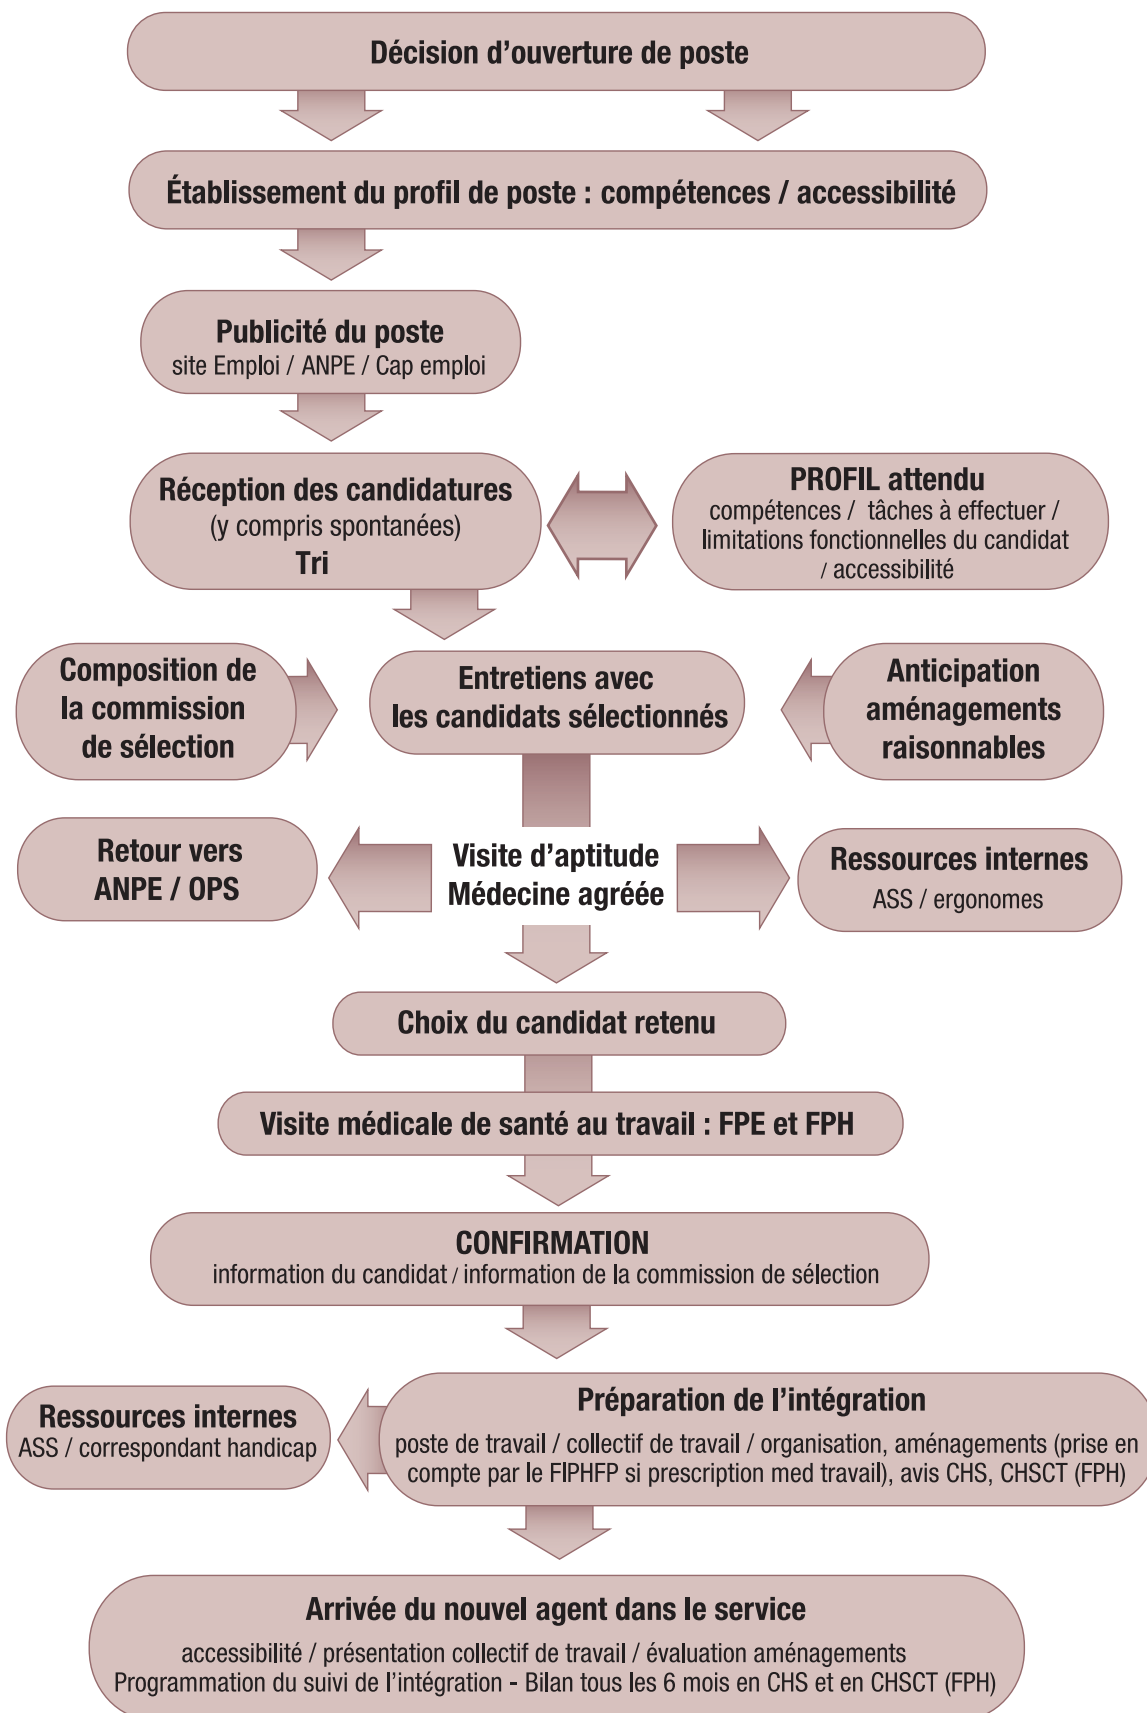 Décision d’ouverture de poste
Établissement du profil de poste : compétences / accessibilité
Publicité du poste
site Emploi / ANPE / Cap emploi
Réception des candidatures
(y compris spontanées)
Tri
PROFIL attendu
compétences / tâches à effectuer /
limitations fonctionnelles du candidat
/ accessibilité
Composition de
la commission
de sélection
Entretiens avec
les candidats sélectionnés
Anticipation
aménagements
raisonnables
Retour vers
ANPE / OPS
Visite d’aptitude
Médecine agréée
Ressources internes
ASS / ergonomes
Choix du candidat retenu
Visite médicale de santé au travail : FPE et FPH
CONFIRMATION
information du candidat / information de la commission de sélection
Ressources internes
ASS / correspondant handicap
Préparation de l’intégration
poste de travail / collectif de travail / organisation, aménagements (prise en
compte par le FIPHFP si prescription med travail), avis CHS, CHSCT (FPH)
Arrivée du nouvel agent dans le service
accessibilité / présentation collectif de travail / évaluation aménagements
Programmation du suivi de l’intégration - Bilan tous les 6 mois en CHS et en CHSCT (FPH)